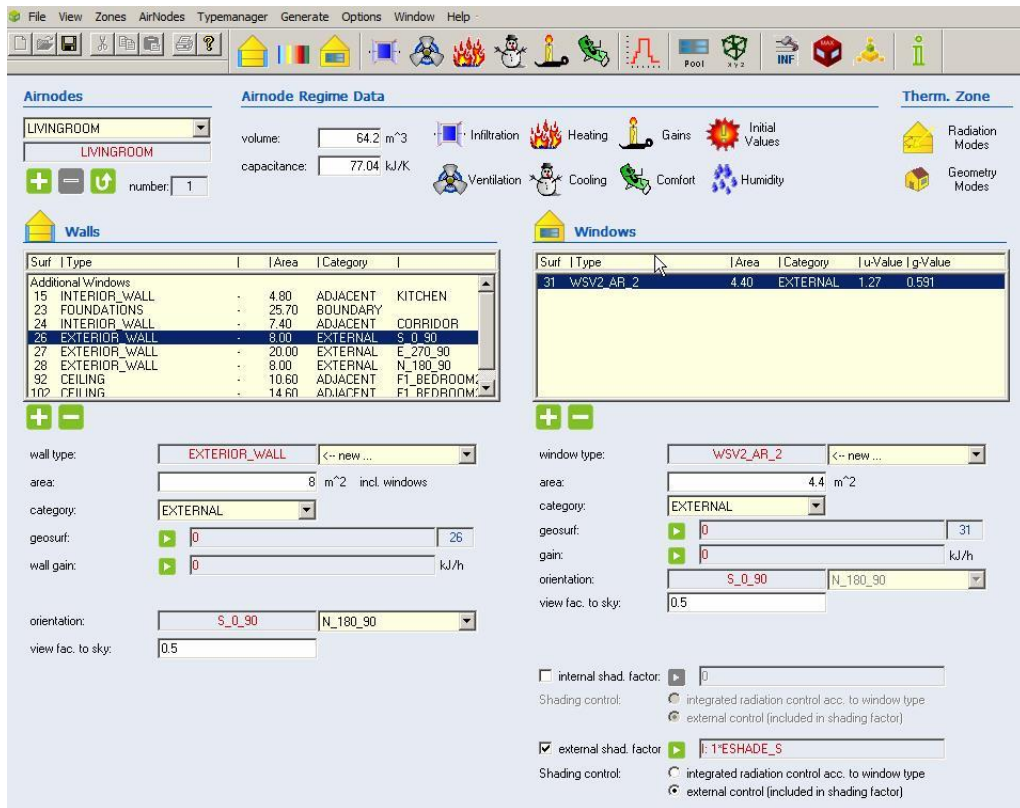 File View Zones AirNodes Typemanager Generate Options Window Help
Pool x y z INF MAX i
Airnodes Airnode Regime Data Therm. Zone
LIVINGROOM
LIVINGROOM
number: 1
volume: 64.2 m^3
capacitance: 77.04 kJ/K
Infiltration Heating Gains Initial Values
Ventilation Cooling Comfort Humidity
Radiation Modes
Geometry Modes
Walls
Surf | Type | | Area | Category |
Additional Windows
15 INTERIOR_WALL - 4.80 ADJACENT KITCHEN
23 FOUNDATIONS - 25.70 BOUNDARY
24 INTERIOR_WALL - 7.40 ADJACENT CORRIDOR
26 EXTERIOR_WALL - 8.00 EXTERNAL S_0_90
27 EXTERIOR_WALL - 20.00 EXTERNAL E_270_90
28 EXTERIOR_WALL - 8.00 EXTERNAL N_180_90
92 CEILING - 10.60 ADJACENT F1_BEDROOM2
102 CEILING - 14.60 ADJACENT F1_BEDROOM
wall type: EXTERIOR_WALL <-- new ...
area: 8 m^2 incl. windows
category: EXTERNAL
geosurf: 0 26
wall gain: 0 kJ/h
orientation: S_0_90 N_180_90
view fac. to sky: 0.5
Windows
Surf | Type | Area | Category | u-Value | g-Value
31 WSV2_AR_2 4.40 EXTERNAL 1.27 0.591
window type: WSV2_AR_2 <-- new ...
area: 4.4 m^2
category: EXTERNAL
geosurf: 0 31
gain: 0 kJ/h
orientation: S_0_90 N_180_90
view fac. to sky: 0.5
internal shad. factor: 0
Shading control: integrated radiation control acc. to window type
external control (included in shading factor)
external shad. factor I: 1*ESHADE_S
Shading control: integrated radiation control acc. to window type
external control (included in shading factor)